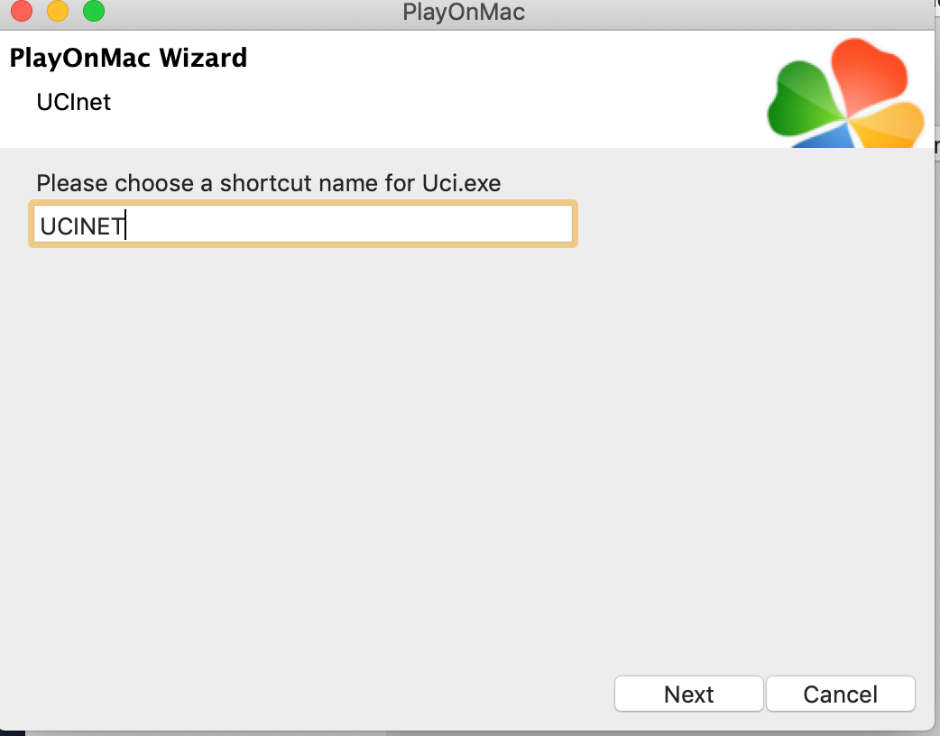 PlayOnMac
PlayOnMac Wizard
UCInet
Please choose a shortcut name for Uci.exe
UCINET
Next
Cancel